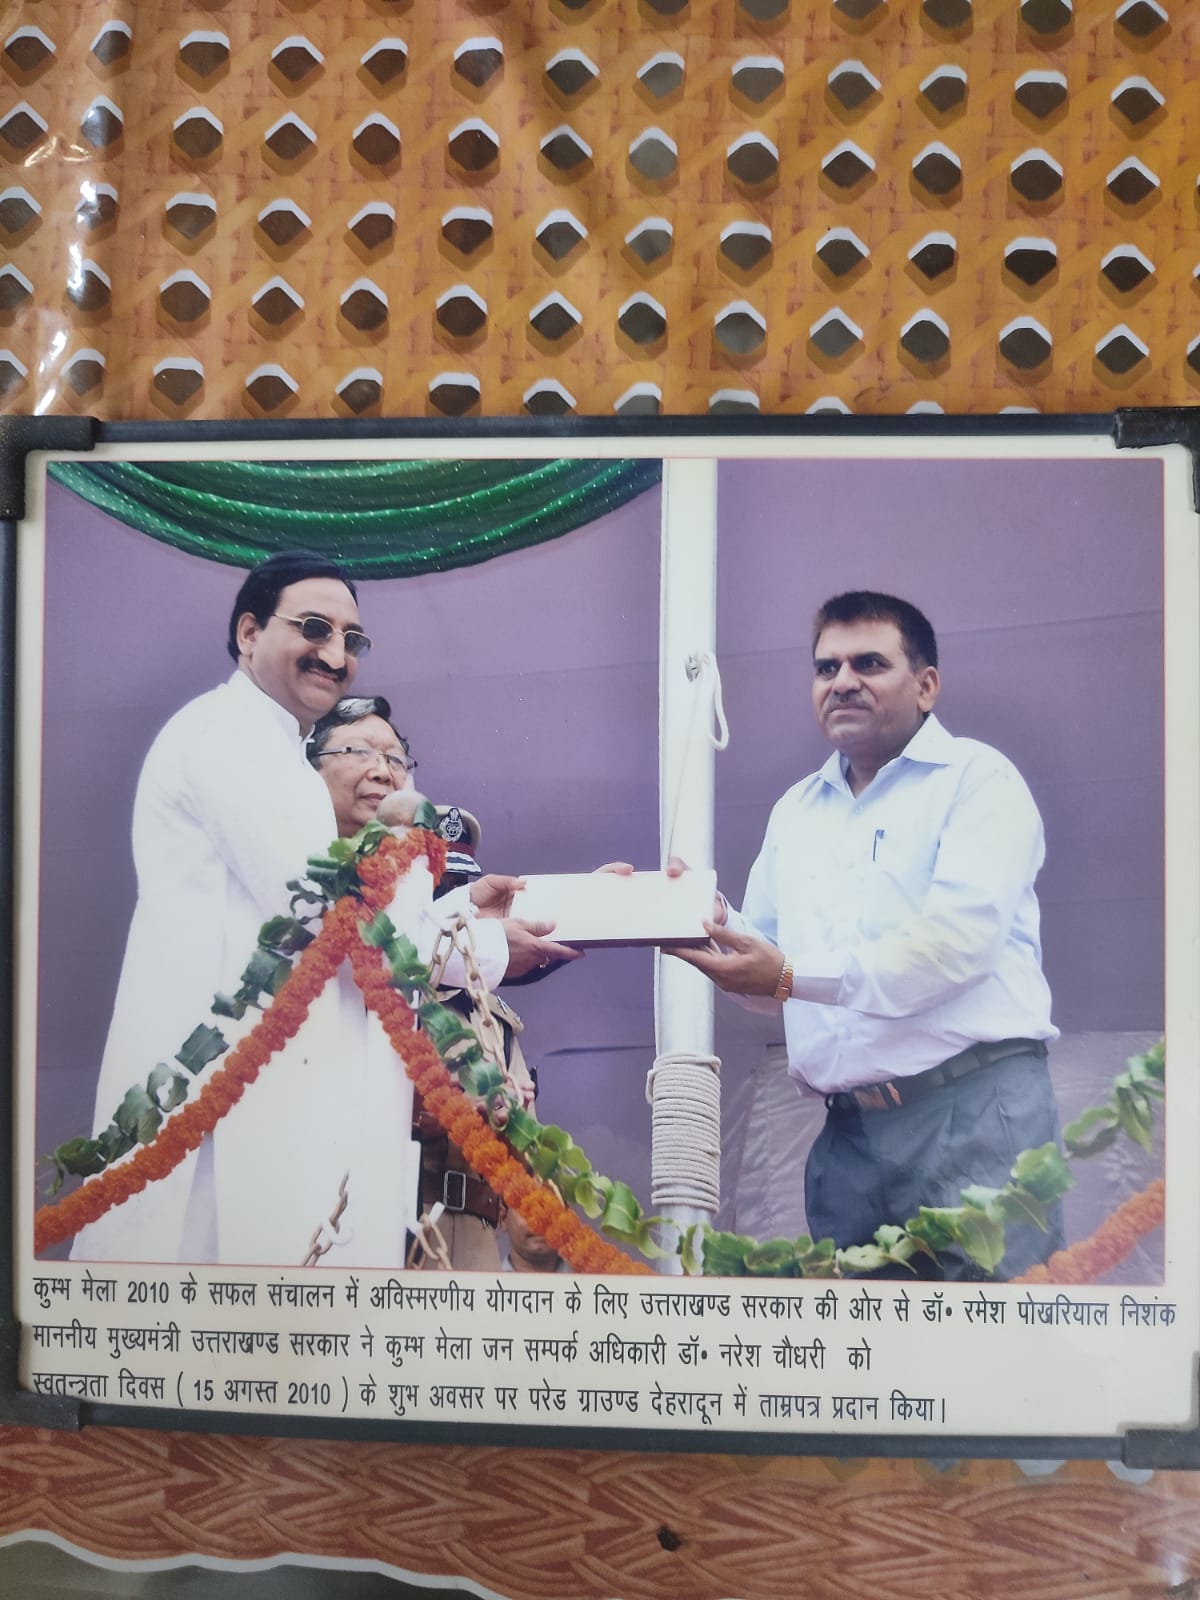 कुम्भ मेला 2010 के सफल संचालन में अविस्मरणीय योगदान के लिए उत्तराखण्ड सरकार की ओर से डॉ॰ रमेश पोखरियाल निशंक
माननीय मुख्यमंत्री उत्तराखण्ड सरकार ने कुम्भ मेला जन सम्पर्क अधिकारी डॉ॰ नरेश चौधरी को
स्वतन्त्रता दिवस ( 15 अगस्त 2010 ) के शुभ अवसर पर परेड ग्राउण्ड देहरादून में ताम्रपत्र प्रदान किया।